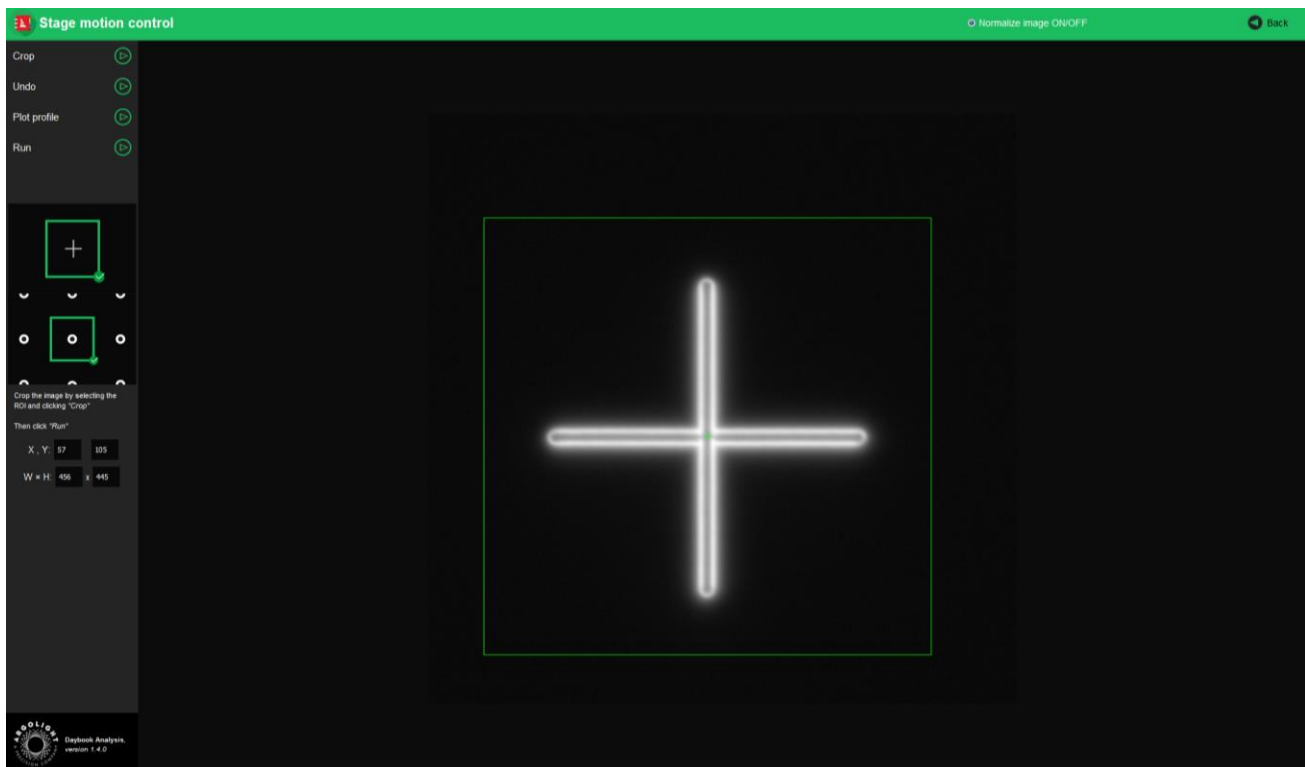 Stage motion control
Normalize image ON/OFF
Back
Crop
Undo
Plot profile
Run
Crop the image by selecting the
ROI and clicking "Crop"
Then click "Run"
X , Y: 57 105
W × H: 456 x 445
ARGOLIGHT
Daybook Analysis,
version 1.4.0